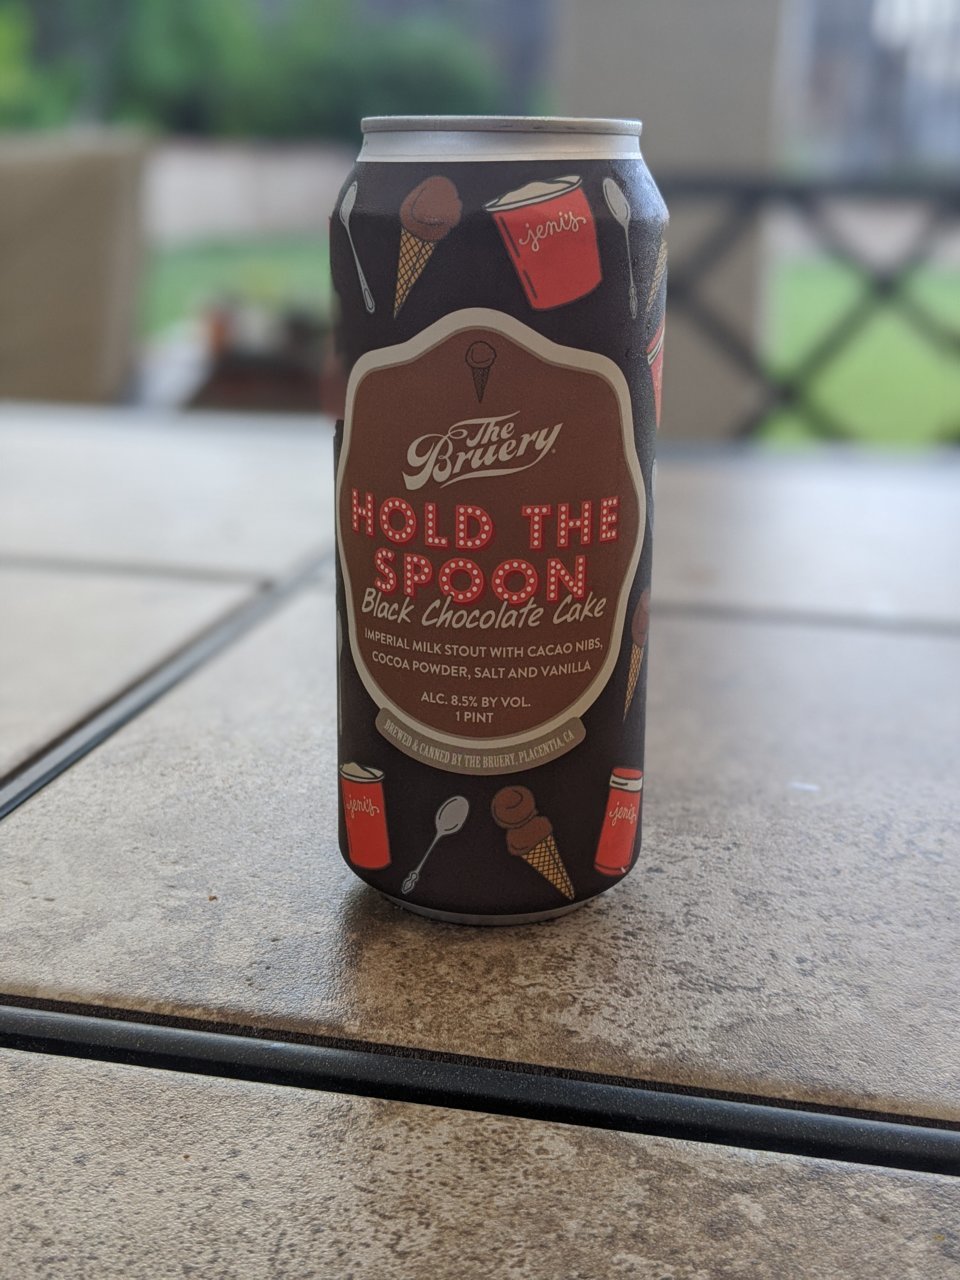 jeni's
The
Bruery
HOLD THE
SPOON
Black Chocolate Cake
IMPERIAL MILK STOUT WITH CACAO NIBS,
COCOA POWDER, SALT AND VANILLA
ALC. 8.5% BY VOL.
1 PINT
BREWED & CANNED BY THE BRUERY, PLACENTIA, CA
jeni's
jeni's